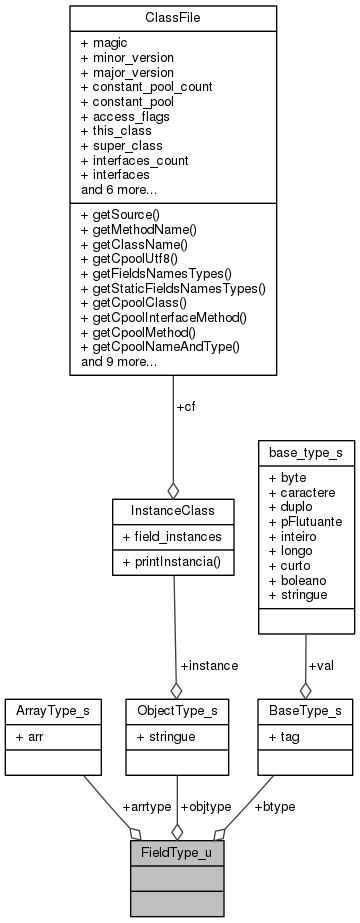 ClassFile
+ magic
+ minor_version
+ major_version
+ constant_pool_count
+ constant_pool
+ access_flags
+ this_class
+ super_class
+ interfaces_count
+ interfaces
and 6 more...
+ getSource()
+ getMethodName()
+ getClassName()
+ getCpoolUtf8()
+ getFieldsNamesTypes()
+ getStaticFieldsNamesTypes()
+ getCpoolClass()
+ getCpoolInterfaceMethod()
+ getCpoolMethod()
+ getCpoolNameAndType()
and 9 more...
+cf
base_type_s
+ byte
+ caractere
+ duplo
+ pFlutuante
+ inteiro
+ longo
+ curto
+ boleano
+ stringue
InstanceClass
+ field_instances
+ printInstancia()
+instance
+val
ArrayType_s
+ arr
ObjectType_s
+ stringue
BaseType_s
+ tag
+arrtype
+objtype
+btype
FieldType_u